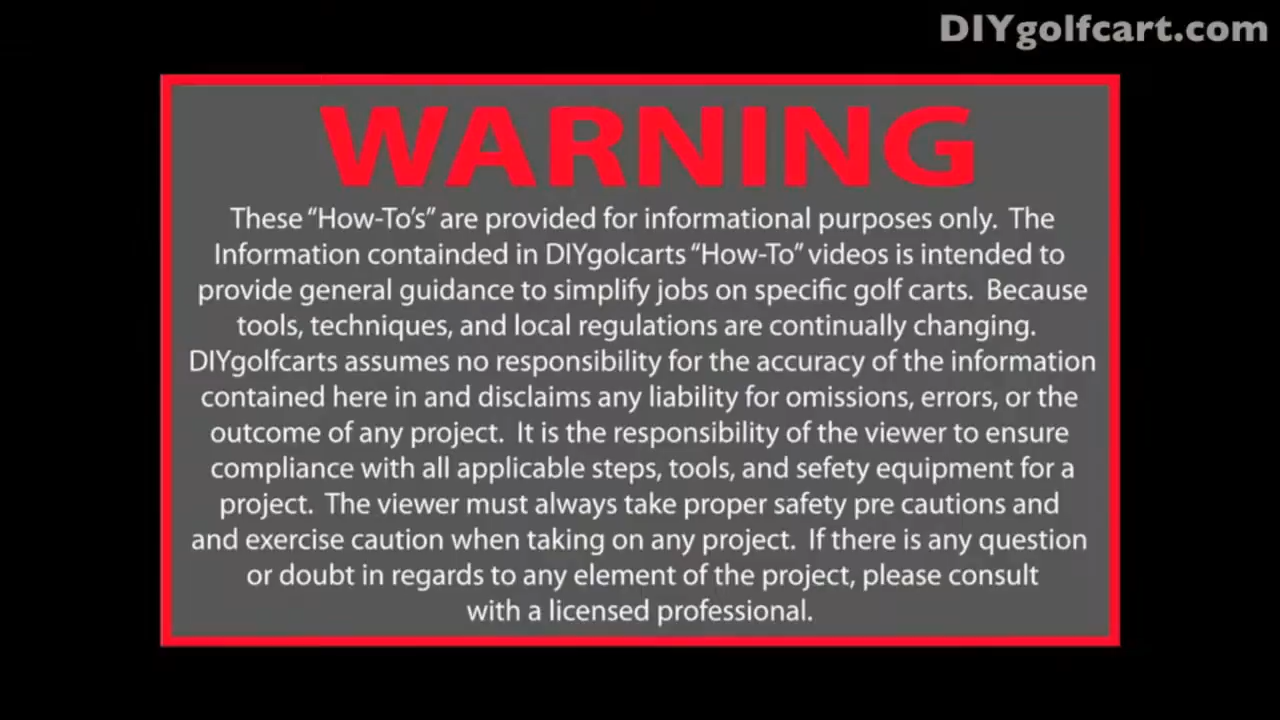 DIYgolfcart.com
WARNING
These “How-To’s” are provided for informational purposes only.  The
Information containded in DIYgolcarts “How-To” videos is intended to
provide general guidance to simplify jobs on specific golf carts.  Because
tools, techniques, and local regulations are continually changing.
DIYgolfcarts assumes no responsibility for the accuracy of the information
contained here in and disclaims any liability for omissions, errors, or the
outcome of any project.  It is the responsibility of the viewer to ensure
compliance with all applicable steps, tools, and sefety equipment for a
project.  The viewer must always take proper safety pre cautions and
and exercise caution when taking on any project.  If there is any question
or doubt in regards to any element of the project, please consult
with a licensed professional.